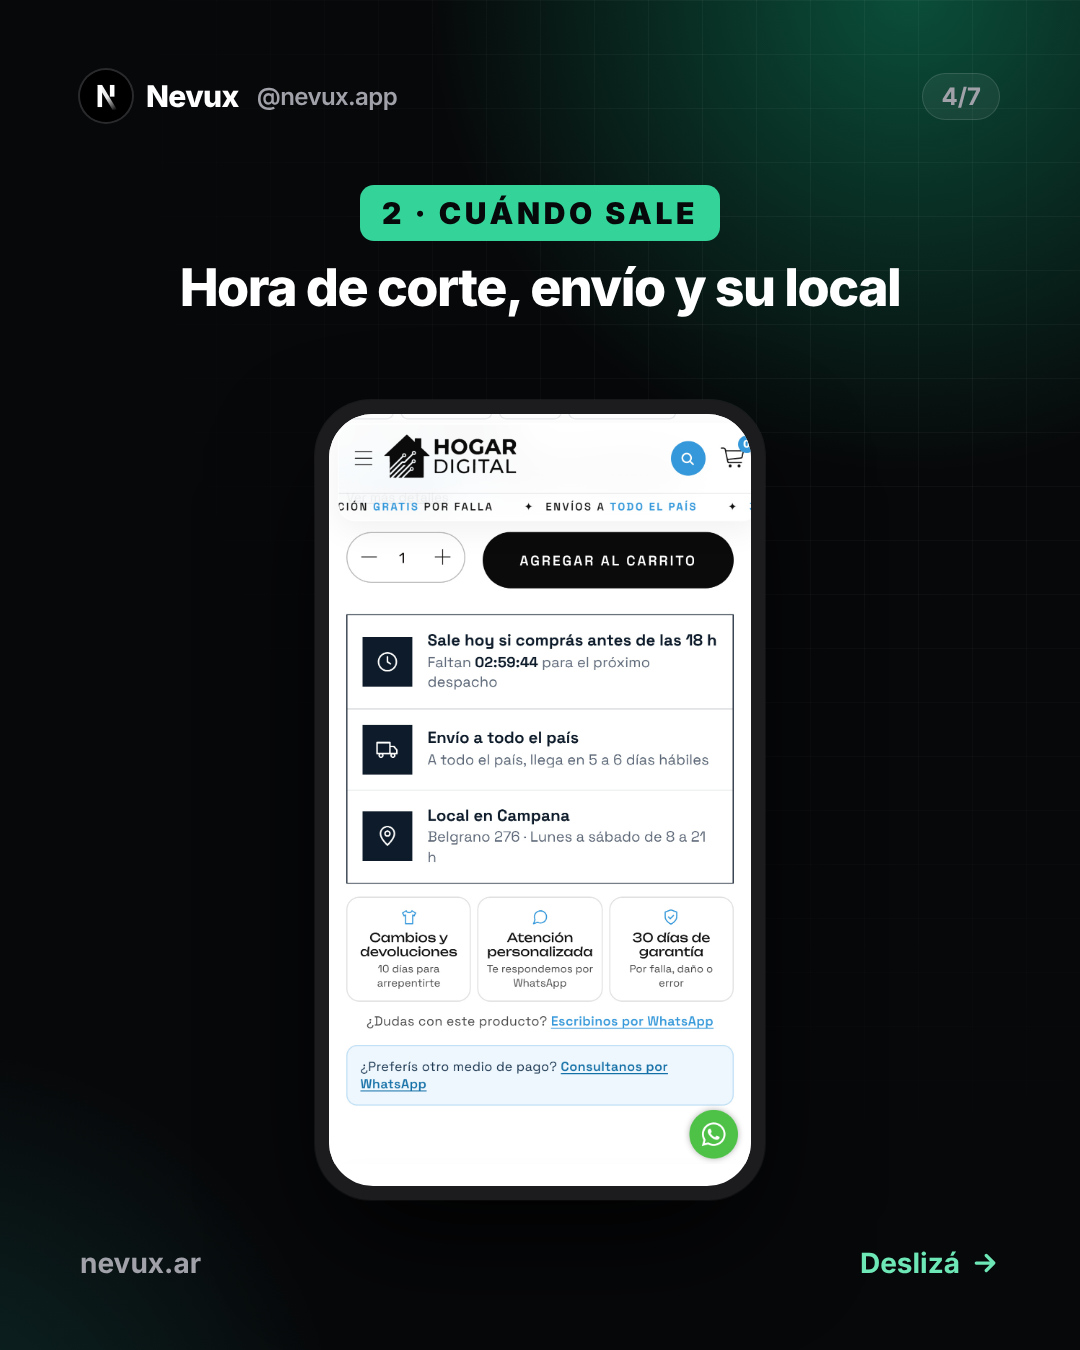 N Nevux @nevux.app
4/7
2 · CUÁNDO SALE
Hora de corte, envío y su local
HOGAR
DIGITAL
CIÓN GRATIS POR FALLA ✦ ENVÍOS A TODO EL PAÍS ✦
1
AGREGAR AL CARRITO
Sale hoy si comprás antes de las 18 h
Faltan 02:59:44 para el próximo
despacho
Envío a todo el país
A todo el país, llega en 5 a 6 días hábiles
Local en Campana
Belgrano 276 · Lunes a sábado de 8 a 21
h
Cambios y
devoluciones
10 días para
arrepentirte
Atención
personalizada
Te respondemos por
WhatsApp
30 días de
garantía
Por falla, daño o
error
¿Dudas con este producto? Escribinos por WhatsApp
¿Preferís otro medio de pago? Consultanos por
WhatsApp
nevux.ar
Deslizá →